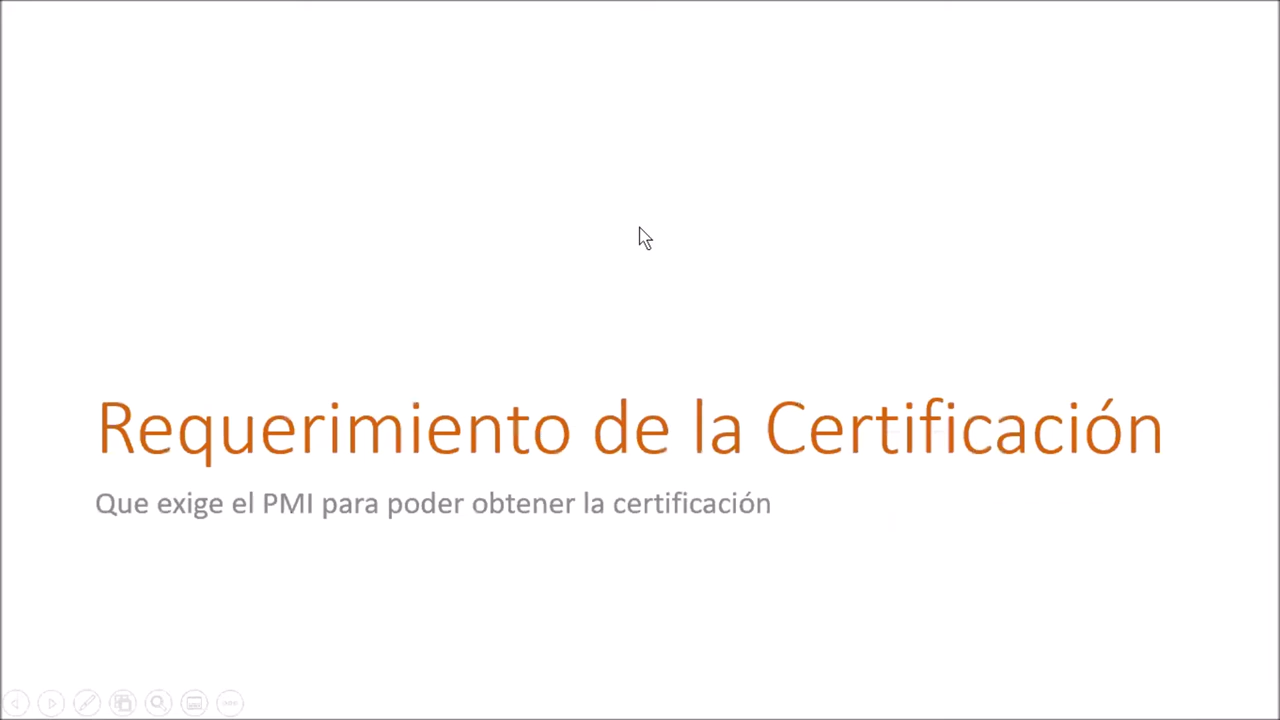 Requerimiento de la Certificación
Que exige el PMI para poder obtener la certificación